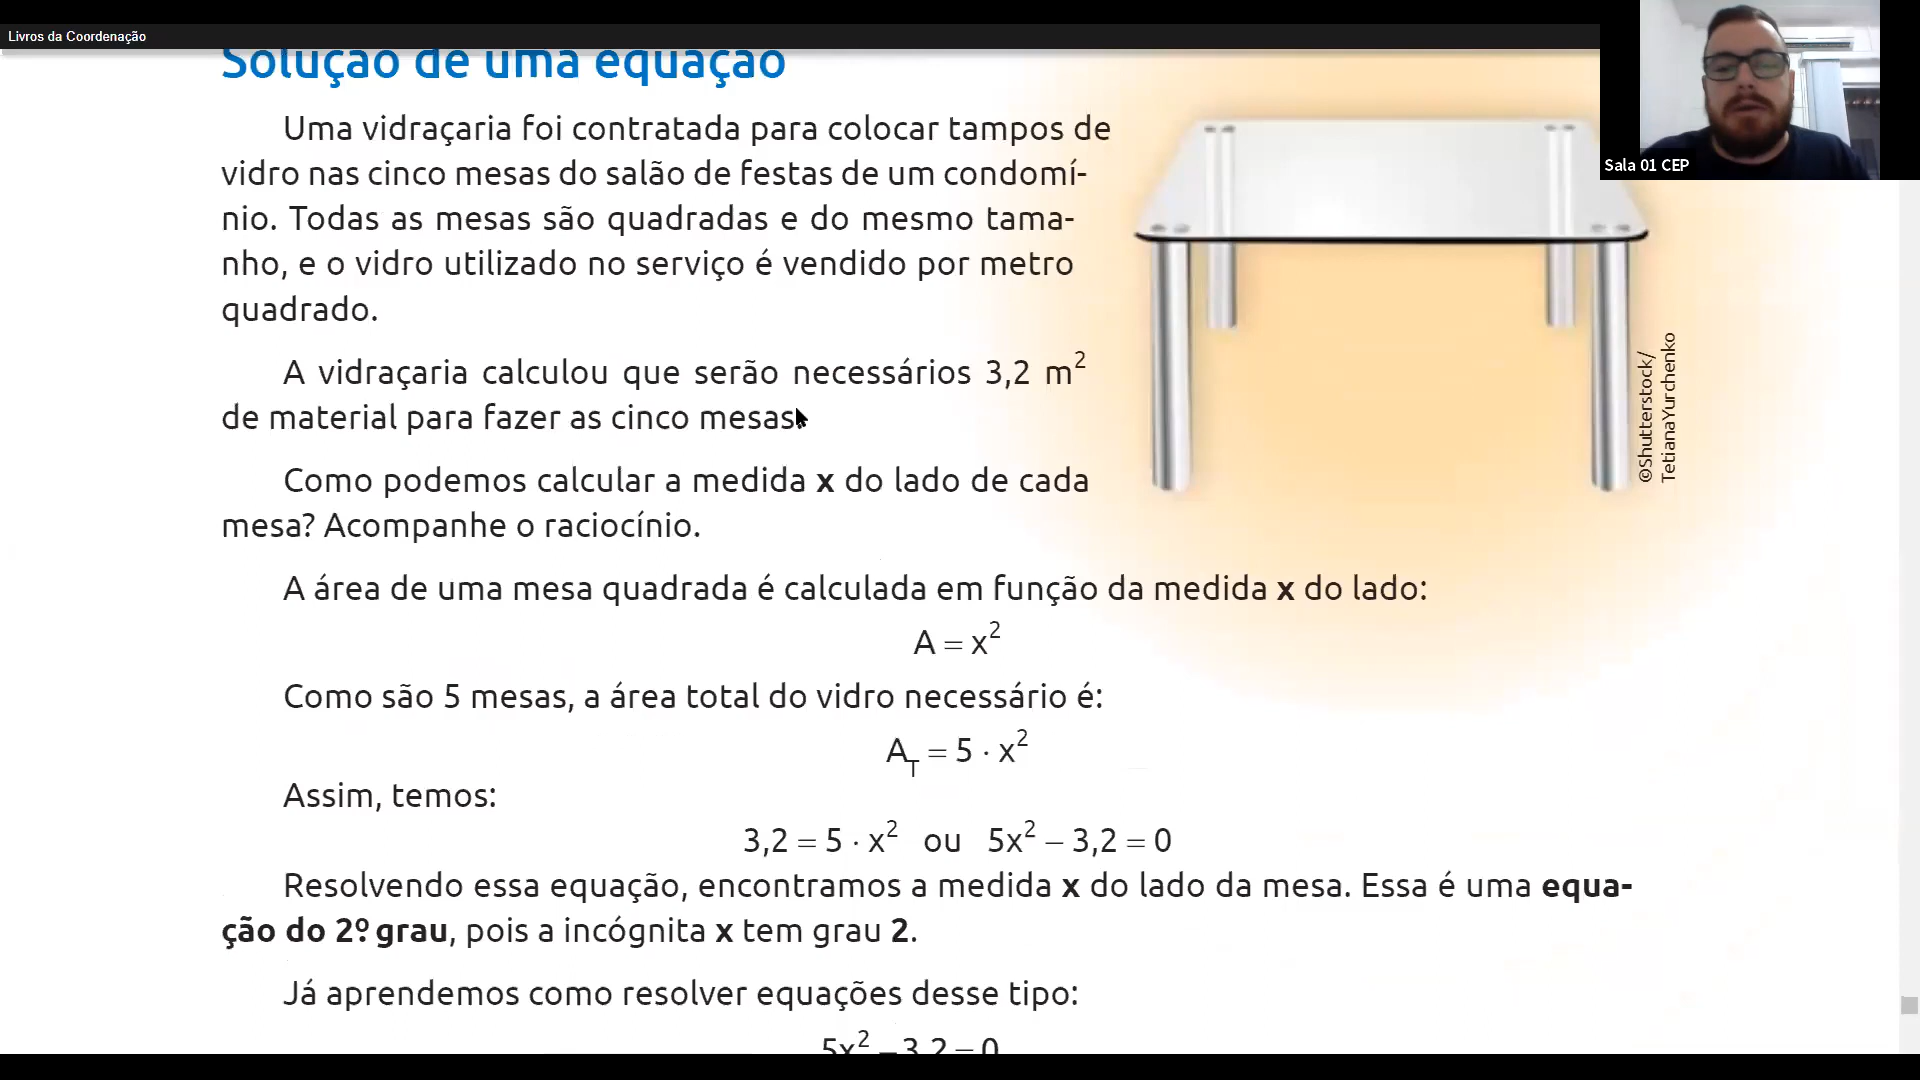 Livros da Coordenação
Solução de uma equação
Sala 01 CEP
Uma vidraçaria foi contratada para colocar tampos de
vidro nas cinco mesas do salão de festas de um condomí-
nio. Todas as mesas são quadradas e do mesmo tama-
nho, e o vidro utilizado no serviço é vendido por metro
quadrado.
A vidraçaria calculou que serão necessários 3,2 m²
de material para fazer as cinco mesas.
©Shutterstock/
TetianaYurchenko
Como podemos calcular a medida x do lado de cada
mesa? Acompanhe o raciocínio.
A área de uma mesa quadrada é calculada em função da medida x do lado:
A = x²
Como são 5 mesas, a área total do vidro necessário é:
A_T = 5 · x²
Assim, temos:
3,2 = 5 · x² ou 5x² – 3,2 = 0
Resolvendo essa equação, encontramos a medida x do lado da mesa. Essa é uma equa-
ção do 2º grau, pois a incógnita x tem grau 2.
Já aprendemos como resolver equações desse tipo:
5x² – 3,2 = 0